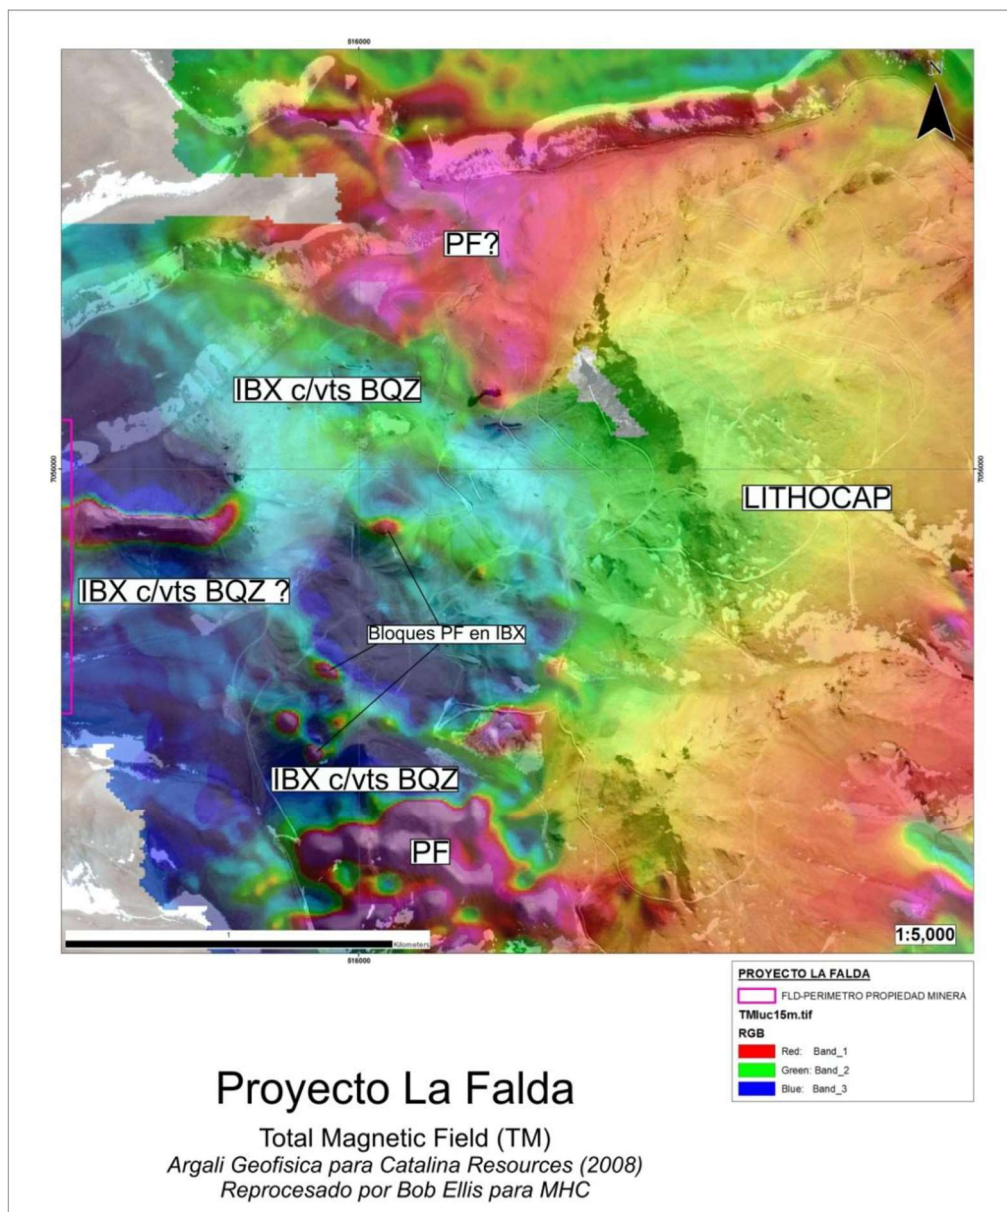 516000
N
PF?
IBX c/vts BQZ
7056000
7056000
LITHOCAP
IBX c/vts BQZ ?
Bloques PF en IBX
IBX c/vts BQZ
PF
1
Kilometers
1:5,000
516000
PROYECTO LA FALDA
FLD-PERIMETRO PROPIEDAD MINERA
TMIuc15m.tif
RGB
Red: Band_1
Green: Band_2
Blue: Band_3
Proyecto La Falda
Total Magnetic Field (TM)
Argali Geofisica para Catalina Resources (2008)
Reprocesado por Bob Ellis para MHC